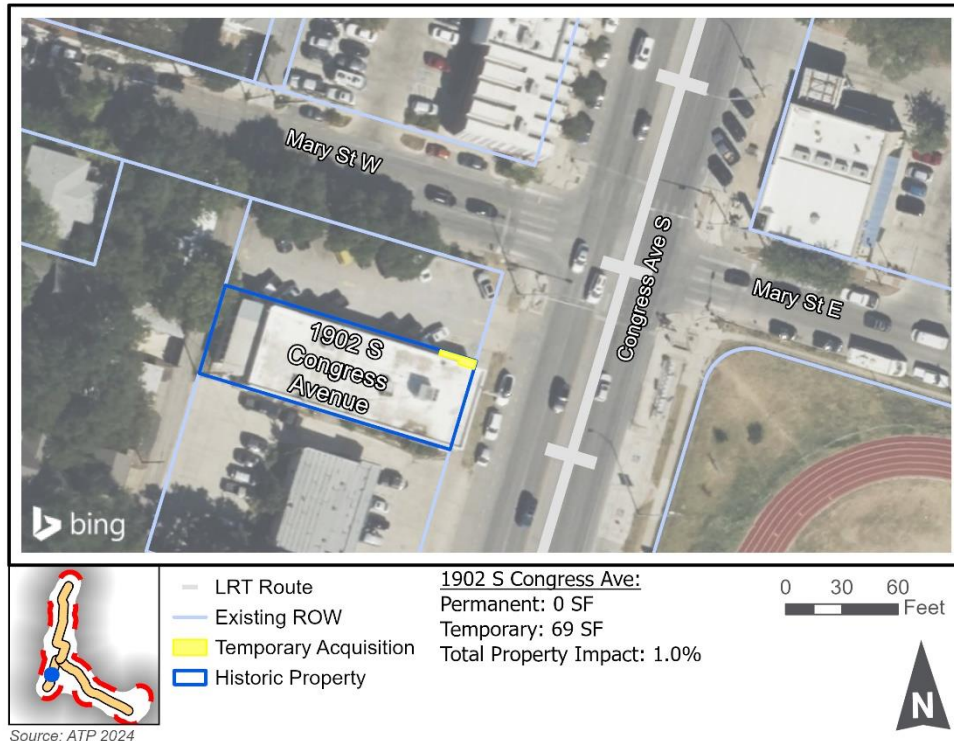 Mary St W
Congress Ave S
Mary St E
1902 S
Congress
Avenue
bing
LRT Route
Existing ROW
Temporary Acquisition
Historic Property
1902 S Congress Ave:
Permanent: 0 SF
Temporary: 69 SF
Total Property Impact: 1.0%
0 30 60
Feet
N
Source: ATP 2024